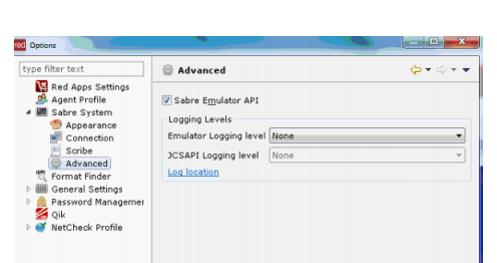 red Options
type filter text
Red Apps Settings
Agent Profile
Sabre System
Appearance
Connection
Scribe
Advanced
Format Finder
General Settings
Password Managemer
Qik
NetCheck Profile
Advanced
Sabre Emulator API
Logging Levels
Emulator Logging level None
JCSAPI Logging level None
Log location